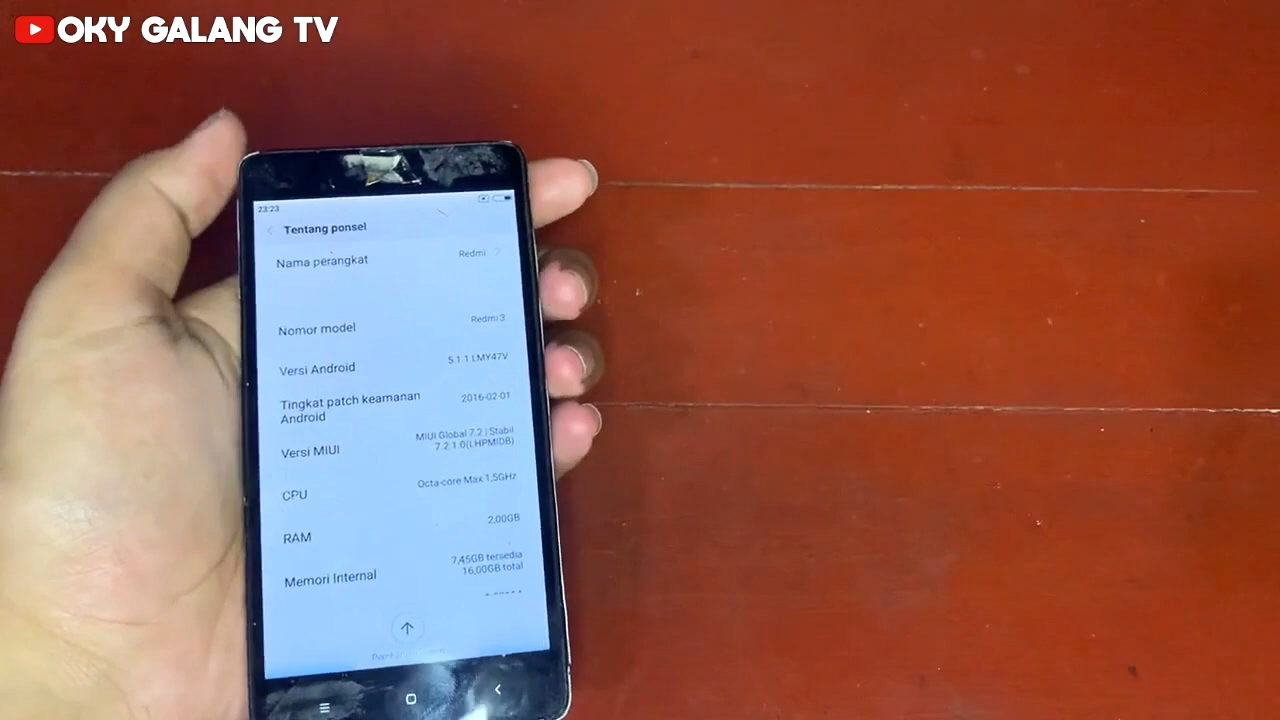 OKY GALANG TV
23:23
Tentang ponsel
Nama perangkat
Redmi
Nomor model
Redmi 3
Versi Android
5.1.1 LMY47V
Tingkat patch keamanan
Android
2016-02-01
Versi MIUI
MIUI Global 7.2 | Stabil
7.2.1.0(LHPMIDB)
CPU
Octa-core Max 1,5GHz
RAM
2,00GB
Memori Internal
7,45GB tersedia
16,00GB total